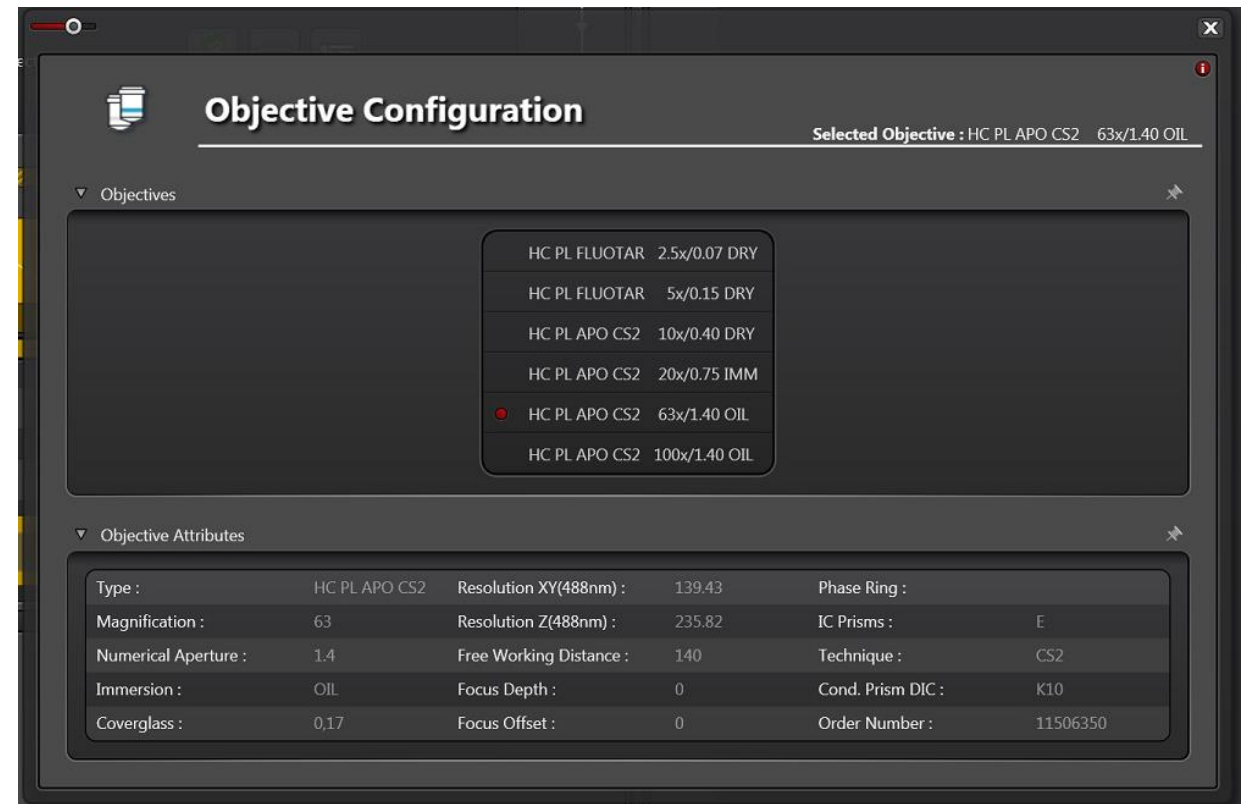 Objective Configuration
Selected Objective : HC PL APO CS2 63x/1.40 OIL
Objectives
HC PL FLUOTAR 2.5x/0.07 DRY
HC PL FLUOTAR 5x/0.15 DRY
HC PL APO CS2 10x/0.40 DRY
HC PL APO CS2 20x/0.75 IMM
HC PL APO CS2 63x/1.40 OIL
HC PL APO CS2 100x/1.40 OIL
Objective Attributes
Type : HC PL APO CS2 Resolution XY(488nm) : 139.43 Phase Ring :
Magnification : 63 Resolution Z(488nm) : 235.82 IC Prisms : E
Numerical Aperture : 1.4 Free Working Distance : 140 Technique : CS2
Immersion : OIL Focus Depth : 0 Cond. Prism DIC : K10
Coverglass : 0,17 Focus Offset : 0 Order Number : 11506350